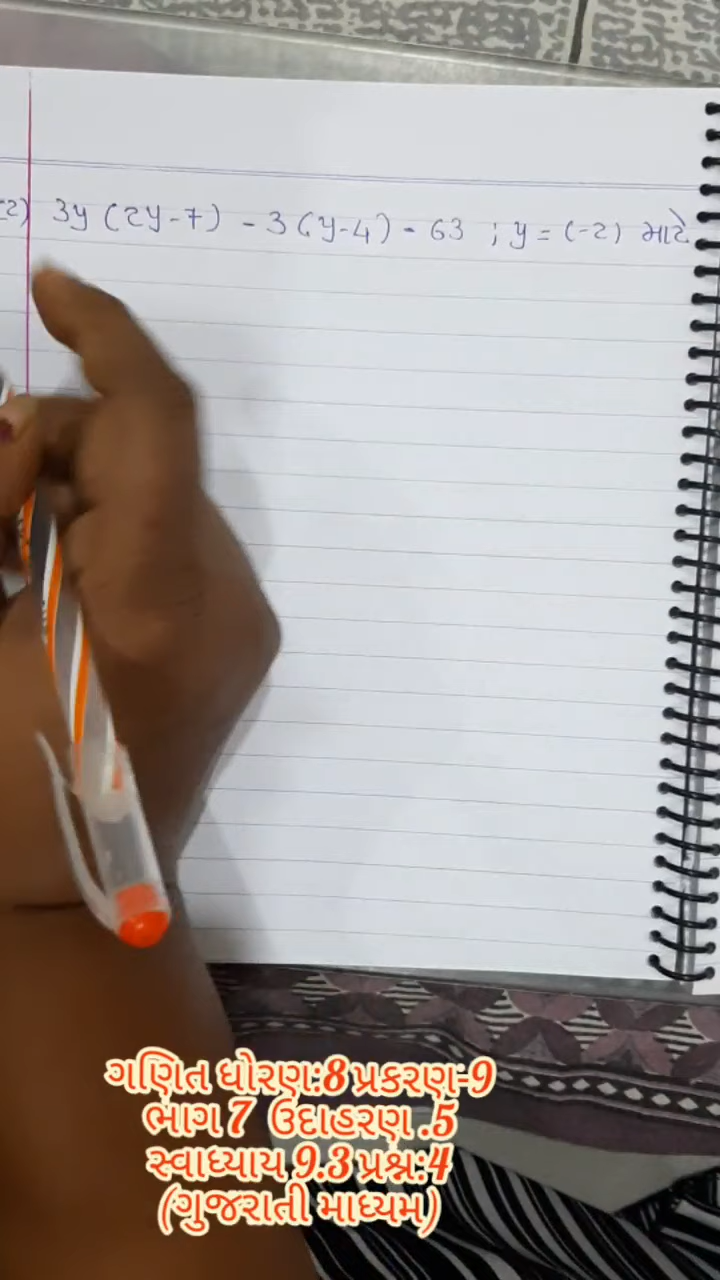 2) 3y (2y-7) - 3 (y-4) - 63 ; y = (-2) માટે
ગણિત ધોરણ:8 પ્રકરણ-9
ભાગ 7 ઉદાહરણ .5
સ્વાધ્યાય 9.3 પ્રશ્ન:4
(ગુજરાતી માધ્યમ)